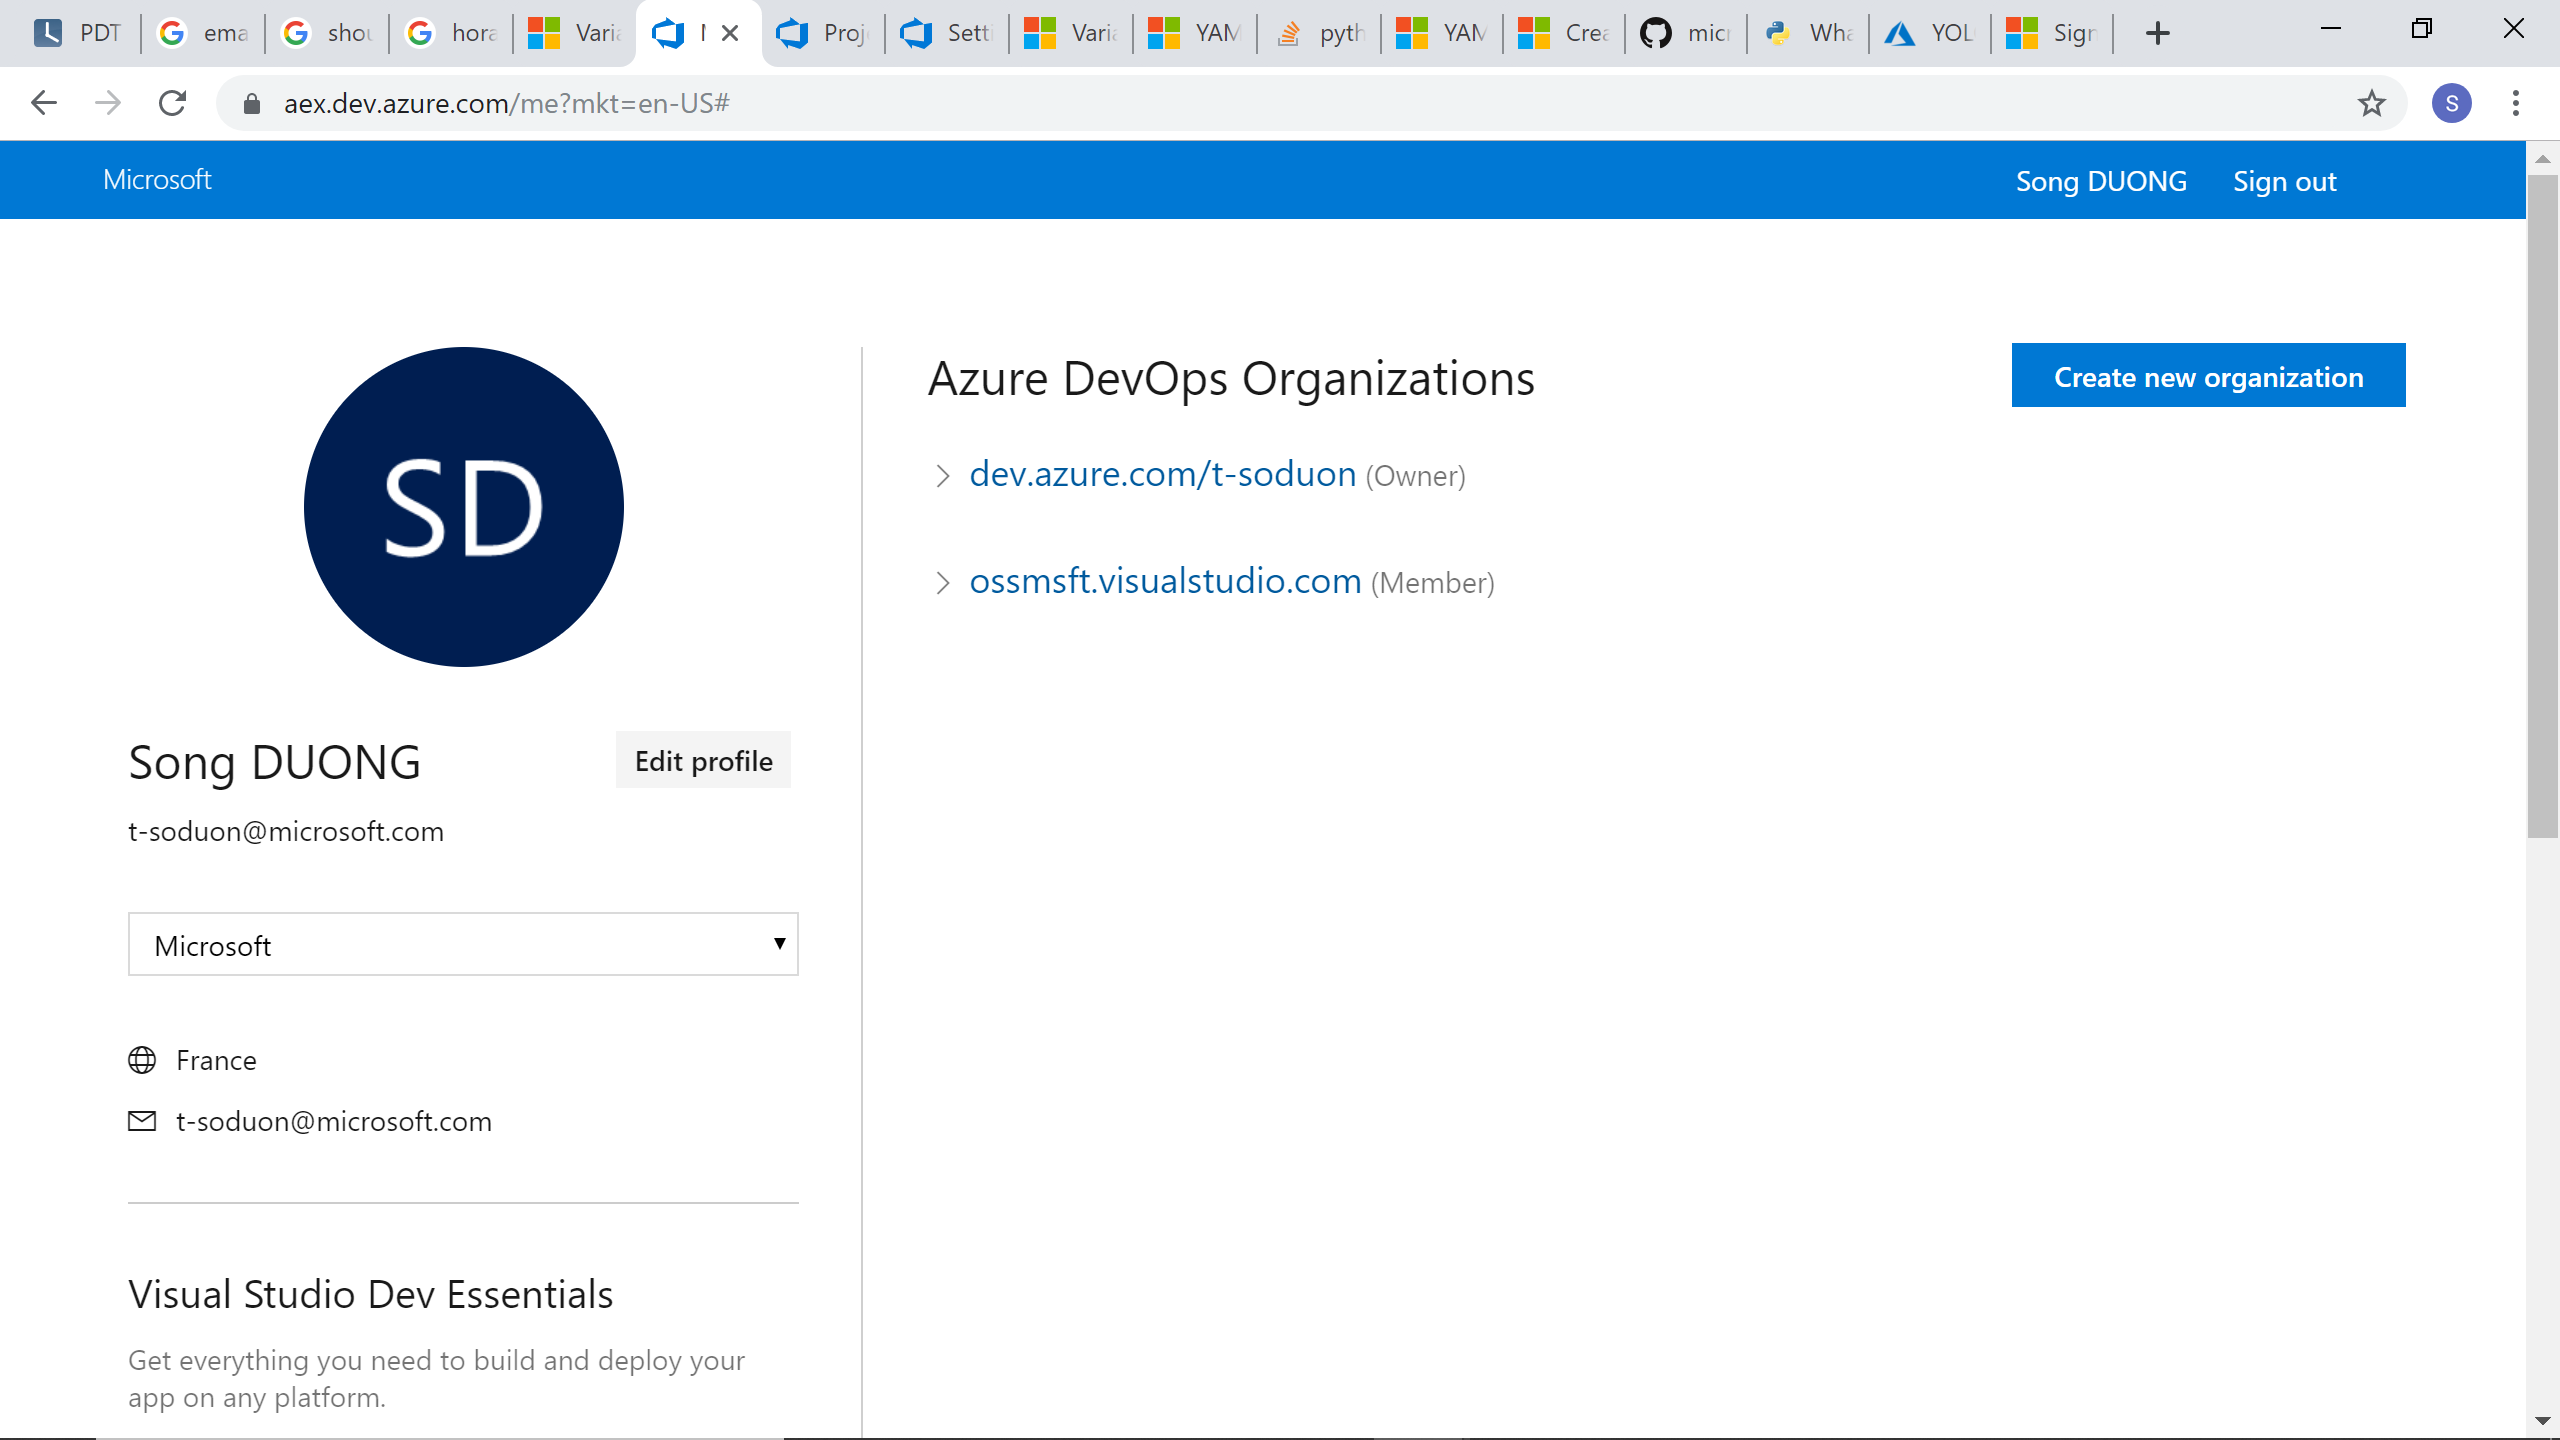 PDT
ema
shou
hora
Varia
Proj
Setti
Varia
YAM
pyth
YAM
Crea
micr
Wha
YOL
Sign
aex.dev.azure.com/me?mkt=en-US#
S
Microsoft
Song DUONG
Sign out
SD
Azure DevOps Organizations
Create new organization
dev.azure.com/t-soduon (Owner)
ossmsft.visualstudio.com (Member)
Song DUONG
Edit profile
t-soduon@microsoft.com
Microsoft
France
t-soduon@microsoft.com
Visual Studio Dev Essentials
Get everything you need to build and deploy your
app on any platform.